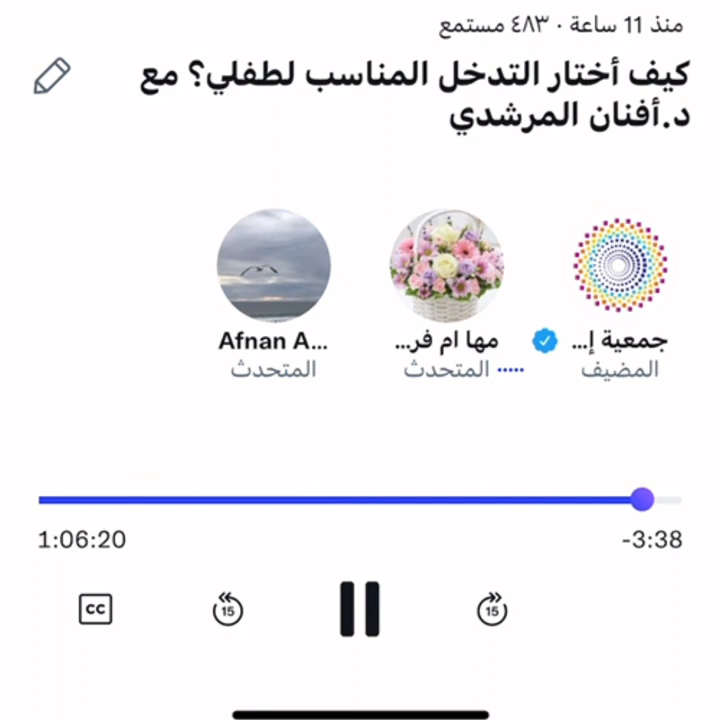 منذ 11 ساعة · ٤٨٣ مستمع
كيف أختار التدخل المناسب لطفلي؟ مع
د.أفنان المرشدي
جمعية إ...
مها ام فر...
Afnan A...
المضيف
المتحدث
المتحدث
1:06:20
-3:38
CC
15
15